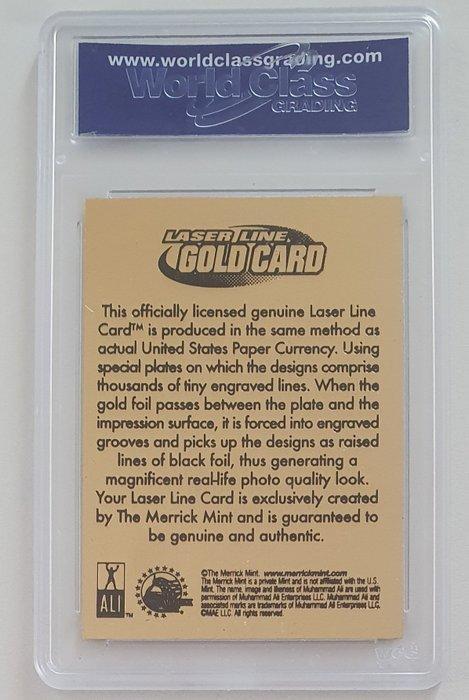 www.worldclassgrading.com
World Class
GRADING
LASER LINE
GOLD CARD
This officially licensed genuine Laser Line
Card™ is produced in the same method as
actual United States Paper Currency. Using
special plates on which the designs comprise
thousands of tiny engraved lines. When the
gold foil passes between the plate and the
impression surface, it is forced into engraved
grooves and picks up the designs as raised
lines of black foil, thus generating a
magnificent real-life photo quality look.
Your Laser Line Card is exclusively created
by The Merrick Mint and is guaranteed to
be genuine and authentic.
©The Merrick Mint. www.merrickmint.com
The Merrick Mint is a private Mint and is not affiliated with the U.S.
Mint. The name, image and likeness of Muhammad Ali are used with
permission of Muhammad Ali Enterprises LLC. Muhammad Ali and
associated marks are trademarks of Muhammad Ali Enterprises LLC.
©MAE LLC. All rights reserved.
ALI™
WCG